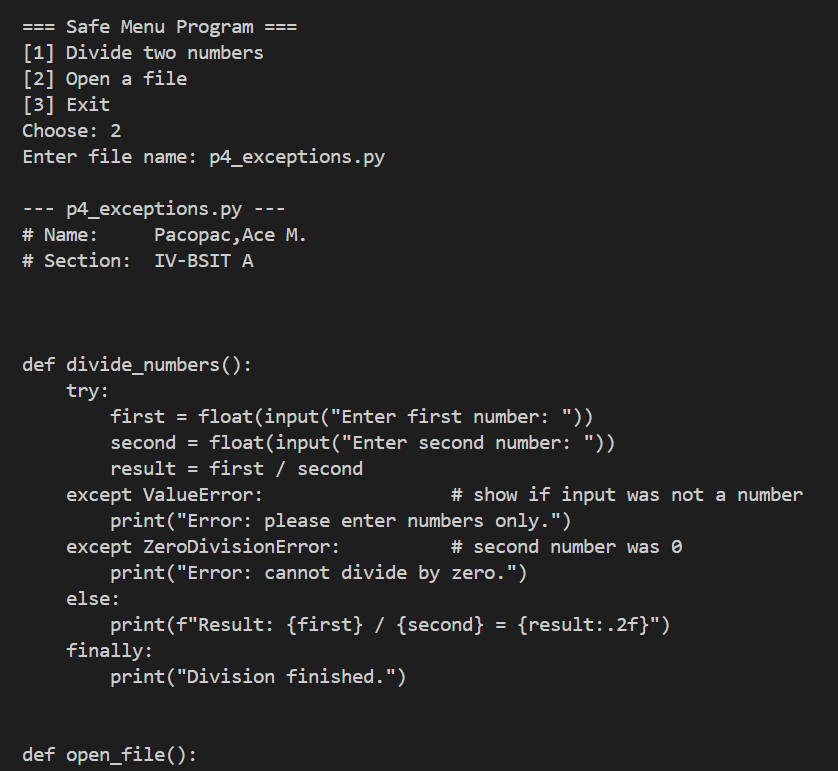 === Safe Menu Program ===
[1] Divide two numbers
[2] Open a file
[3] Exit
Choose: 2
Enter file name: p4_exceptions.py

--- p4_exceptions.py ---
# Name:     Pacopac,Ace M.
# Section:  IV-BSIT A



def divide_numbers():
    try:
        first = float(input("Enter first number: "))
        second = float(input("Enter second number: "))
        result = first / second
    except ValueError:                 # show if input was not a number
        print("Error: please enter numbers only.")
    except ZeroDivisionError:          # second number was 0
        print("Error: cannot divide by zero.")
    else:
        print(f"Result: {first} / {second} = {result:.2f}")
    finally:
        print("Division finished.")


def open_file():